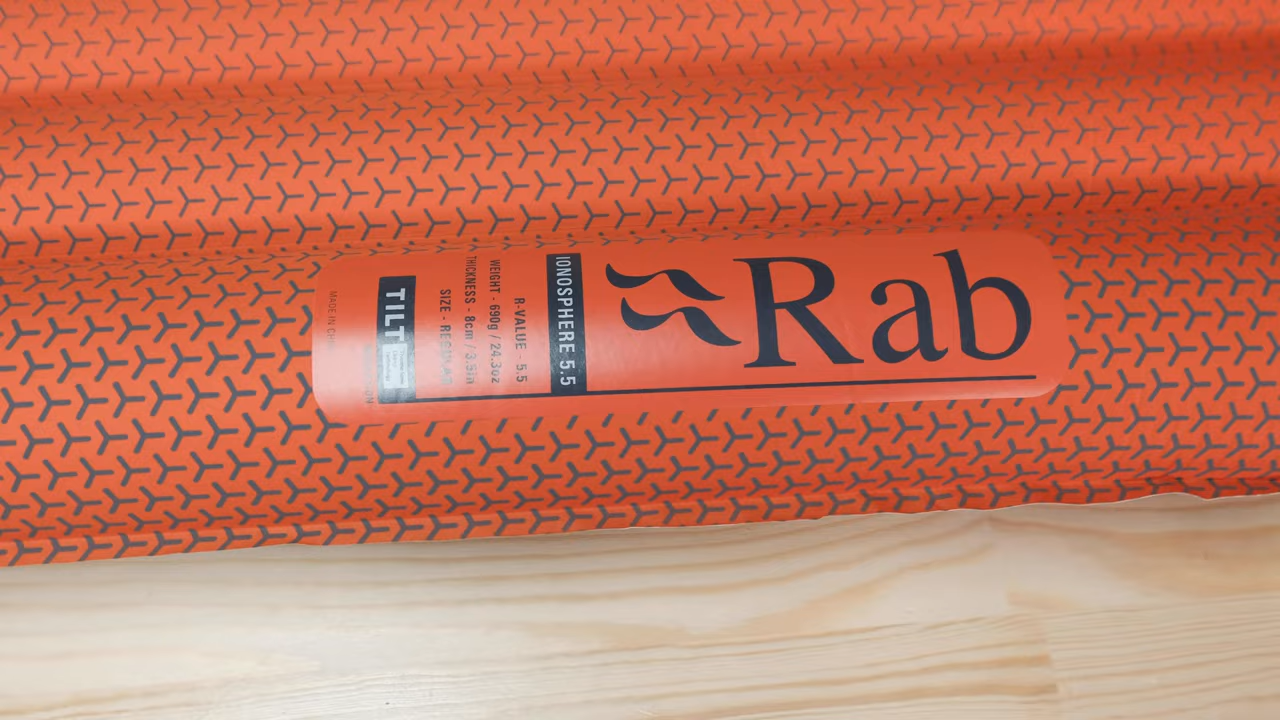 Rab
IONOSPHERE 5.5
R-VALUE - 5.5
WEIGHT - 690g / 24.3oz
THICKNESS - 8cm / 3.5in
SIZE - REGULAR
TILT
MADE IN